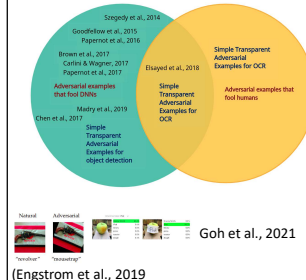 Szegedy et al., 2014
Goodfellow et al., 2015
Papernot et al., 2016
Brown et al., 2017
Carlini & Wagner, 2017
Papernot et al., 2017
Adversarial examples
that fool DNNs
Madry et al., 2019
Chen et al., 2017
Simple
Transparent
Adversarial
Examples for
object detection
Elsayed et al., 2018
Simple
Transparent
Adversarial
Examples for
OCR
Simple Transparent
Adversarial
Examples for OCR
Adversarial examples
that fool humans
Natural
Adversarial
"revolver"
"mousetrap"
Goh et al., 2021
(Engstrom et al., 2019